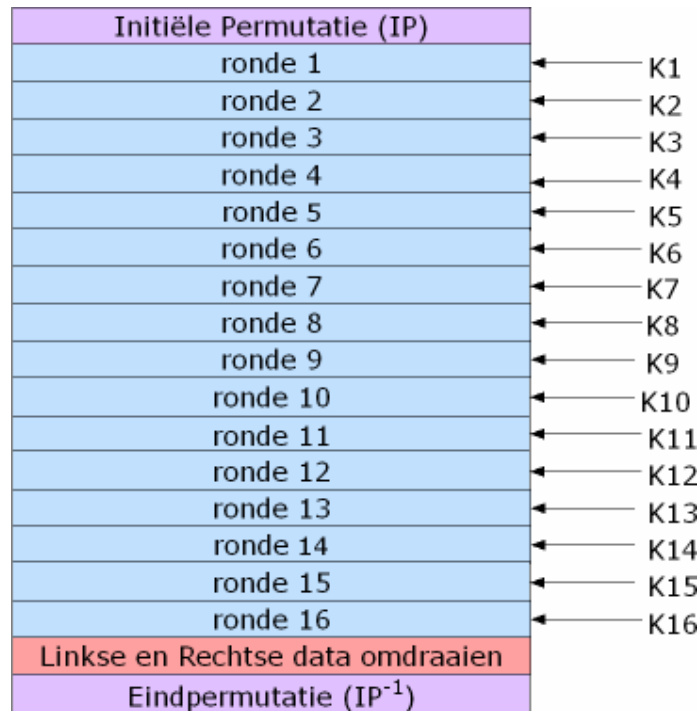 Initiële Permutatie (IP)
ronde 1 K1
ronde 2 K2
ronde 3 K3
ronde 4 K4
ronde 5 K5
ronde 6 K6
ronde 7 K7
ronde 8 K8
ronde 9 K9
ronde 10 K10
ronde 11 K11
ronde 12 K12
ronde 13 K13
ronde 14 K14
ronde 15 K15
ronde 16 K16
Linkse en Rechtse data omdraaien
Eindpermutatie (IP⁻¹)